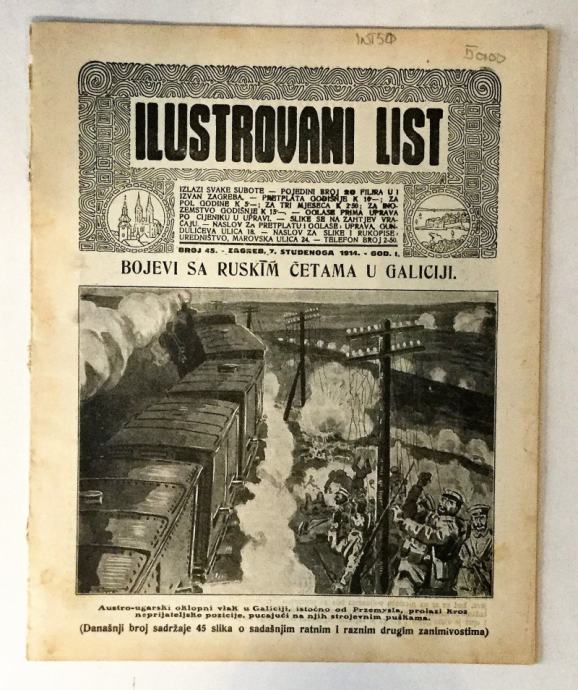 ILUSTROVANI LIST
IZLAZI SVAKE SUBOTE — POJEDINI BROJ 20 FILIRA U I
IZVAN ZAGREBA. — PRETPLATA GODIŠNJE K 10—; ZA
POL GODINE K 5—; ZA TRI MJESECA K 2·50; ZA INO-
ZEMSTVO GODIŠNJE K 15—, — OGLASE PRIMA UPRAVA
PO CIJENIKU U UPRAVI. — SLIKE SE NA ZAHTJEV VRA-
ĆAJU. — NASLOV ZA PRETPLATU I OGLASE: UPRAVA, GUN-
DULIĆEVA ULICA 18. — NASLOV ZA SLIKE I RUKOPISE:
UREDNIŠTVO, MAROVSKA ULICA 24. — TELEFON BROJ 2-50.
BROJ 45. - ZAGREB, 7. STUDENOGA 1914. - GOD. I.
BOJEVI SA RUSKIM ČETAMA U GALICIJI.
Austro-ugarski oklopni vlak u Galiciji, istočno od Przemysla, prolazi kroz
neprijateljske pozicije, pucajući na njih strojevnim puškama.
(Današnji broj sadržaje 45 slika o sadašnjim ratnim i raznim drugim zanimivostima)